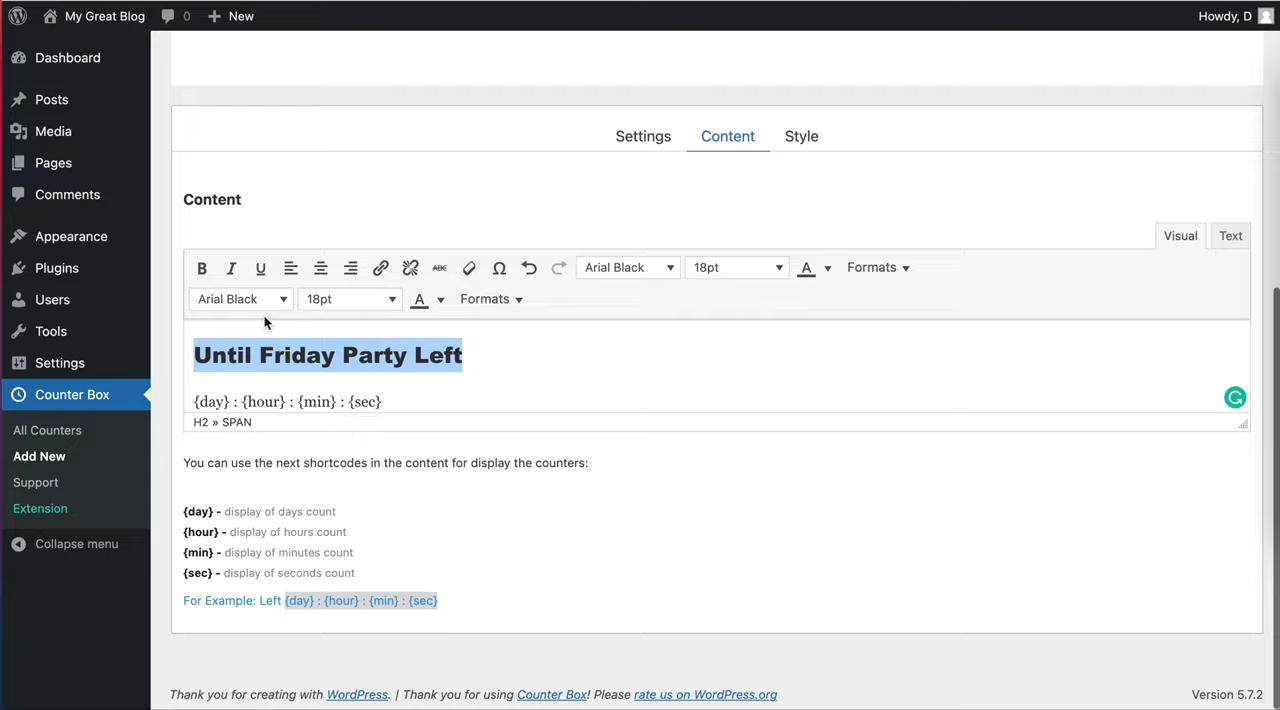 My Great Blog 0 New Howdy, D
Dashboard
Posts
Media
Pages
Comments
Appearance
Plugins
Users
Tools
Settings
Counter Box
All Counters
Add New
Support
Extension
Collapse menu
Settings Content Style
Content
Visual Text
B I U ABC Ω Arial Black 18pt A Formats
Arial Black 18pt A Formats
Until Friday Party Left
{day} : {hour} : {min} : {sec}
H2 » SPAN
You can use the next shortcodes in the content for display the counters:
{day} - display of days count
{hour} - display of hours count
{min} - display of minutes count
{sec} - display of seconds count
For Example: Left {day} : {hour} : {min} : {sec}
Thank you for creating with WordPress. | Thank you for using Counter Box! Please rate us on WordPress.org
Version 5.7.2